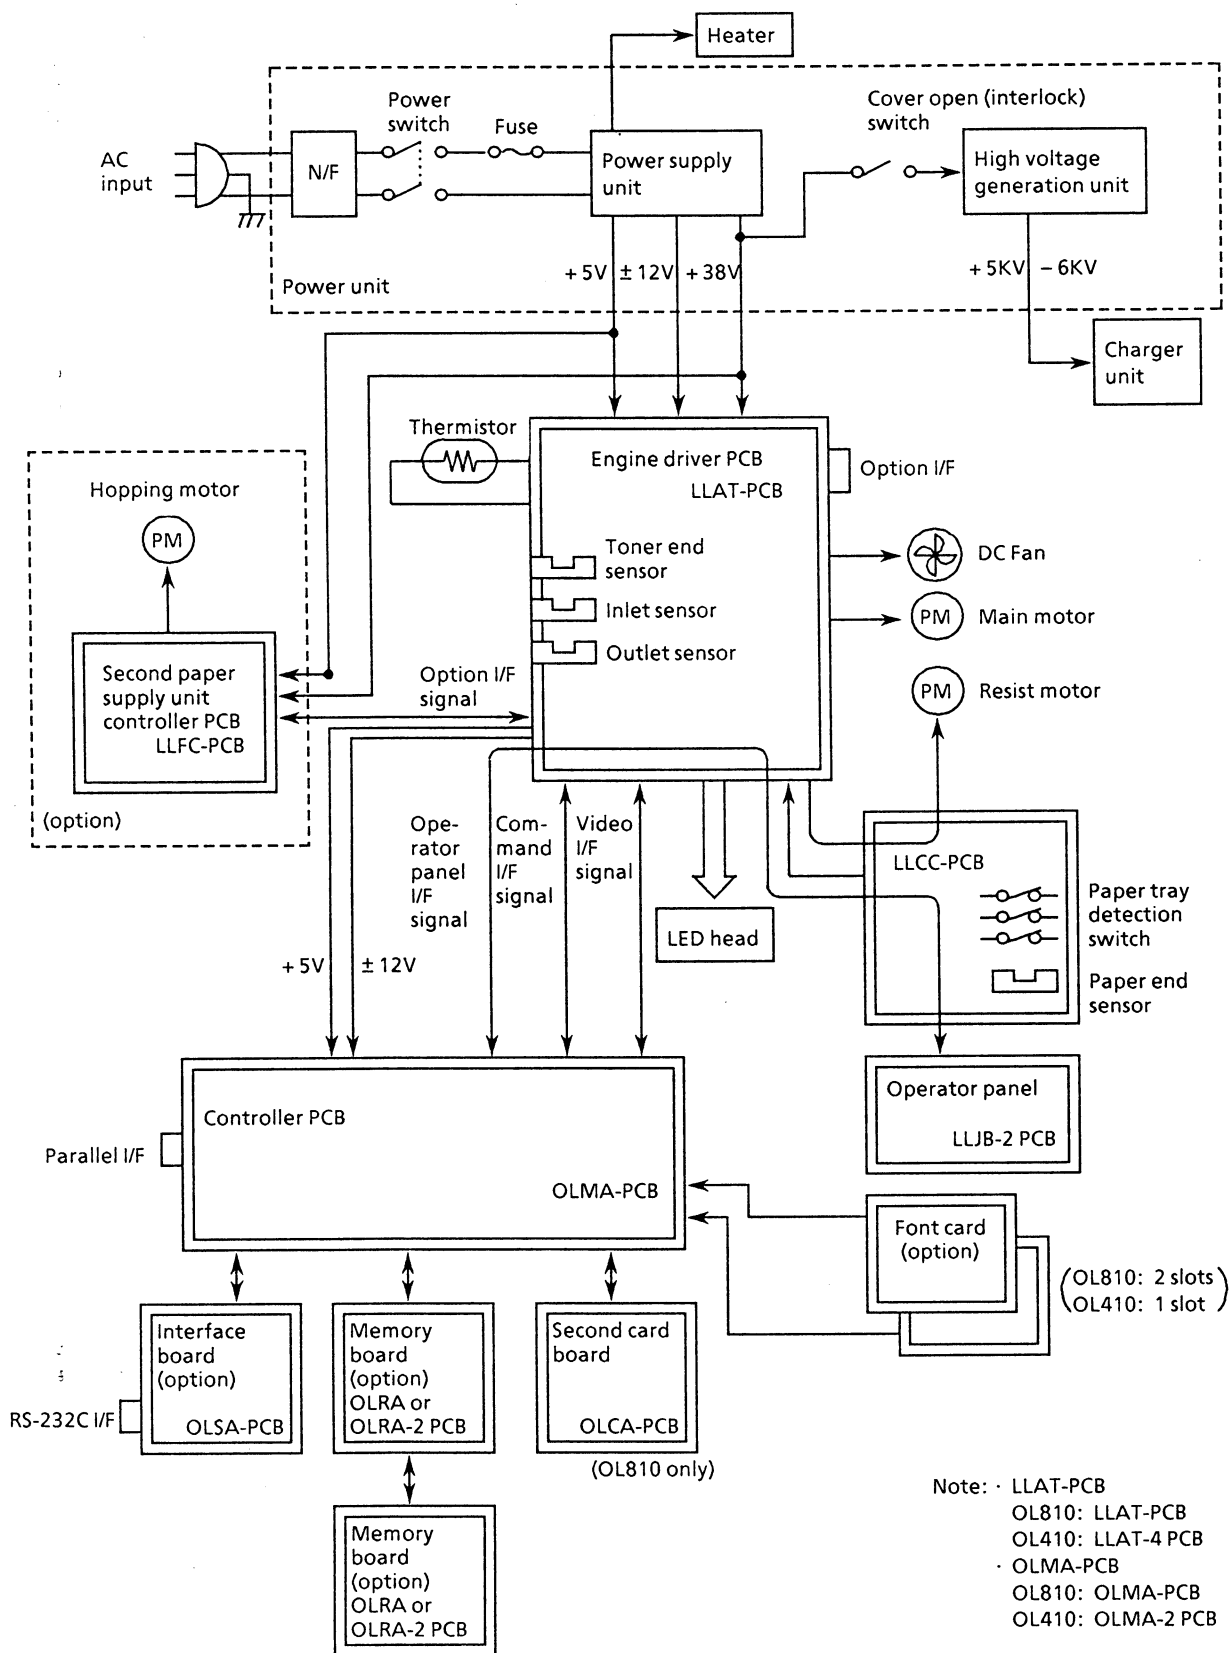 Heater
Power
switch
Fuse
Cover open (interlock)
switch
AC
input
N/F
Power supply
unit
High voltage
generation unit
+5V
±12V
+38V
+5KV
−6KV
Power unit
Charger
unit
Thermistor
Engine driver PCB
LLAT-PCB
Option I/F
Hopping motor
PM
Toner end
sensor
Inlet sensor
Outlet sensor
DC Fan
PM
Main motor
PM
Resist motor
Second paper
supply unit
controller PCB
LLFC-PCB
(option)
Option I/F
signal
Ope-
rator
panel
I/F
signal
Com-
mand
I/F
signal
Video
I/F
signal
LED head
LLCC-PCB
Paper tray
detection
switch
Paper end
sensor
+5V
±12V
Controller PCB
OLMA-PCB
Parallel I/F
Operator panel
LLJB-2 PCB
Font card
(option)
(OL810: 2 slots
OL410: 1 slot)
Interface
board
(option)
OLSA-PCB
RS-232C I/F
Memory
board
(option)
OLRA or
OLRA-2 PCB
Second card
board
OLCA-PCB
(OL810 only)
Memory
board
(option)
OLRA or
OLRA-2 PCB
Note: · LLAT-PCB
OL810: LLAT-PCB
OL410: LLAT-4 PCB
· OLMA-PCB
OL810: OLMA-PCB
OL410: OLMA-2 PCB